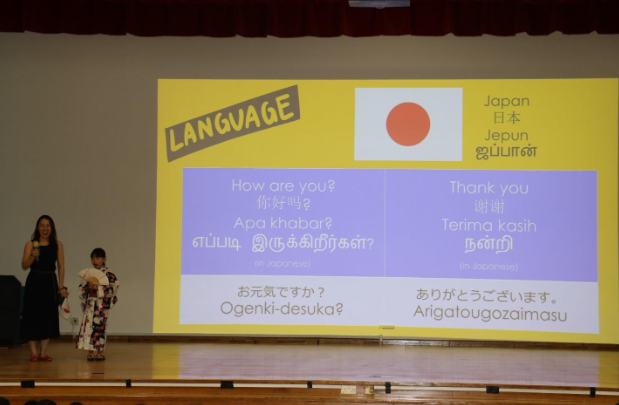 LANGUAGE
Japan
日本
Jepun
ஜப்பான்
How are you?
你好吗?
Apa khabar?
எப்படி இருக்கிறீர்கள்?
(in Japanese)
お元気ですか？
Ogenki-desuka?
Thank you
谢谢
Terima kasih
நன்றி
(in Japanese)
ありがとうございます。
Arigatougozaimasu